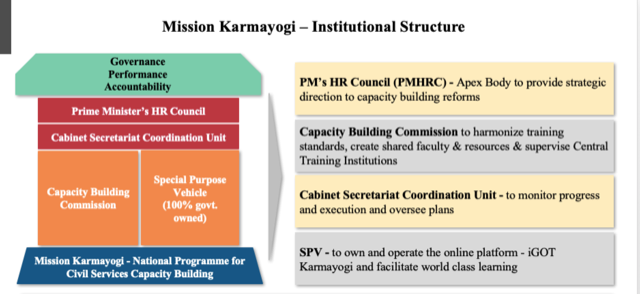 Mission Karmayogi – Institutional Structure
Governance
Performance
Accountability
Prime Minister's HR Council
Cabinet Secretariat Coordination Unit
Capacity Building
Commission
Special Purpose
Vehicle
(100% govt.
owned)
Mission Karmayogi - National Programme for
Civil Services Capacity Building
PM's HR Council (PMHRC) - Apex Body to provide strategic
direction to capacity building reforms
Capacity Building Commission to harmonize training
standards, create shared faculty & resources & supervise Central
Training Institutions
Cabinet Secretariat Coordination Unit - to monitor progress
and execution and oversee plans
SPV - to own and operate the online platform - iGOT
Karmayogi and facilitate world class learning